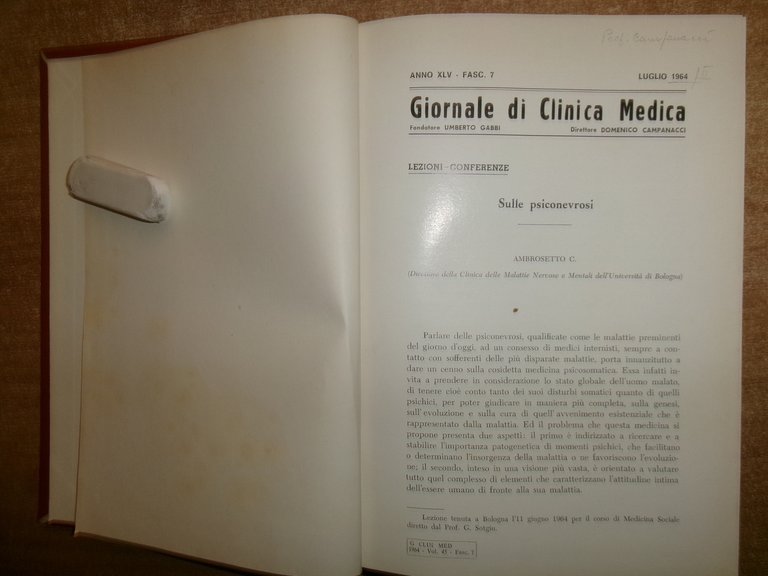 Prof. Campanacci
ANNO XLV - FASC. 7 LUGLIO 1964 /III
Giornale di Clinica Medica
Fondatore UMBERTO GABBI Direttore DOMENICO CAMPANACCI
LEZIONI - CONFERENZE
Sulle psiconevrosi
AMBROSETTO C.
(Direttore della Clinica delle Malattie Nervose e Mentali dell'Università di Bologna)
Parlare delle psiconevrosi, qualificate come le malattie preminenti
del giorno d'oggi, ad un consesso di medici internisti, sempre a con-
tatto con sofferenti delle più disparate malattie, porta innanzitutto a
dare un cenno sulla cosidetta medicina psicosomatica. Essa infatti in-
vita a prendere in considerazione lo stato globale dell'uomo malato,
di tenere cioè conto tanto dei suoi disturbi somatici quanto di quelli
psichici, per poter giudicare in maniera più completa, sulla genesi,
sull'evoluzione e sulla cura di quell'avvenimento esistenziale che è
rappresentato dalla malattia. Ed il problema che questa medicina si
propone presenta due aspetti: il primo è indirizzato a ricercare e a
stabilire l'importanza patogenetica di momenti psichici, che facilitano
o determinano l'insorgenza della malattia o ne favoriscono l'evoluzio-
ne; il secondo, inteso in una visione più vasta, è orientato a valutare
tutto quel complesso di elementi che caratterizzano l'attitudine intima
dell'essere umano di fronte alla sua malattia.
Lezione tenuta a Bologna l'11 giugno 1964 per il corso di Medicina Sociale
diretto dal Prof. G. Sotgiu.
G. CLIN. MED.
1964 - Vol. 45 - Fasc. 7